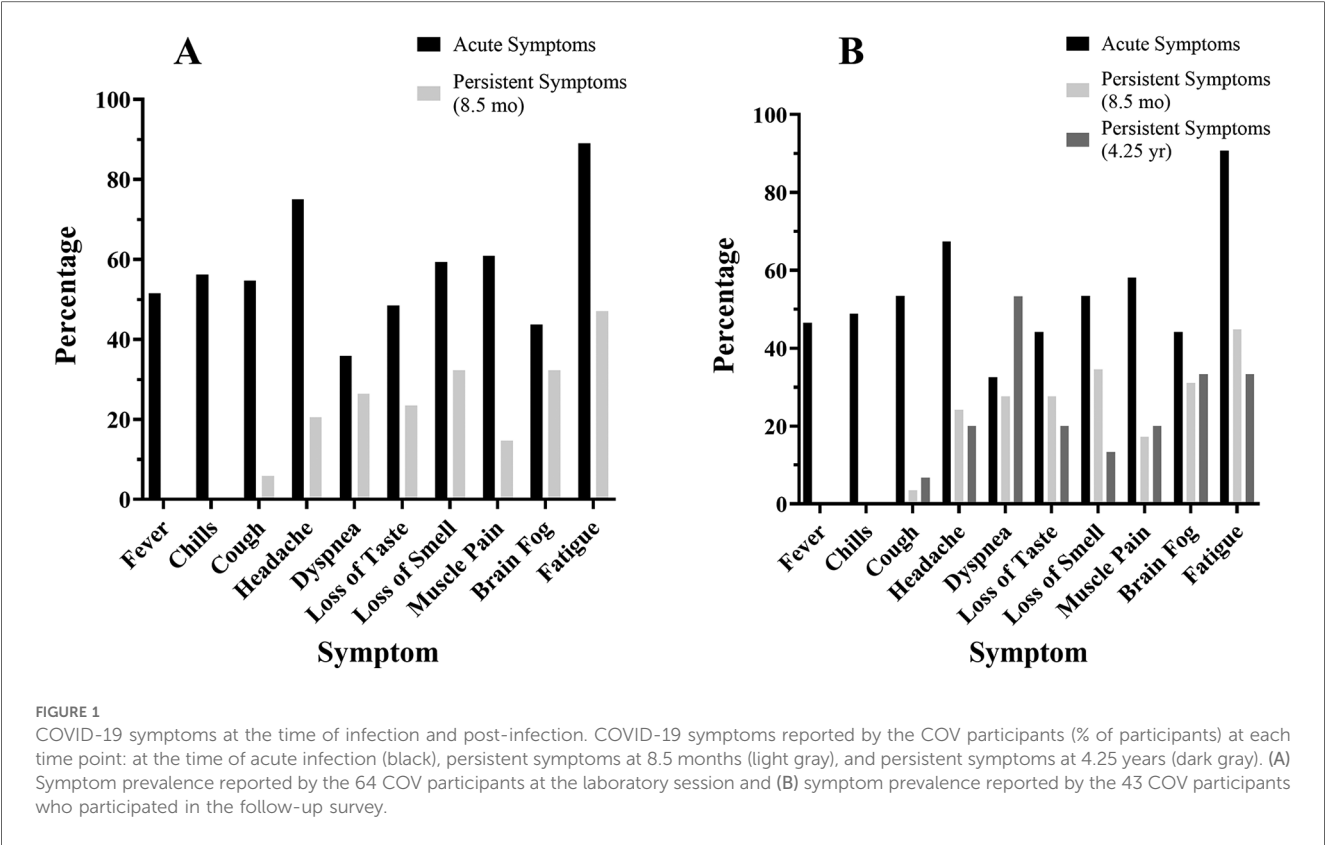 A
Acute Symptoms
Persistent Symptoms
(8.5 mo)
100
80
60
40
20
0
Percentage
Fever
Chills
Cough
Headache
Dyspnea
Loss of Taste
Loss of Smell
Muscle Pain
Brain Fog
Fatigue
Symptom
B
Acute Symptoms
Persistent Symptoms
(8.5 mo)
Persistent Symptoms
(4.25 yr)
100
80
60
40
20
0
Percentage
Fever
Chills
Cough
Headache
Dyspnea
Loss of Taste
Loss of Smell
Muscle Pain
Brain Fog
Fatigue
Symptom
FIGURE 1
COVID-19 symptoms at the time of infection and post-infection. COVID-19 symptoms reported by the COV participants (% of participants) at each
time point: at the time of acute infection (black), persistent symptoms at 8.5 months (light gray), and persistent symptoms at 4.25 years (dark gray). (A)
Symptom prevalence reported by the 64 COV participants at the laboratory session and (B) symptom prevalence reported by the 43 COV participants
who participated in the follow-up survey.